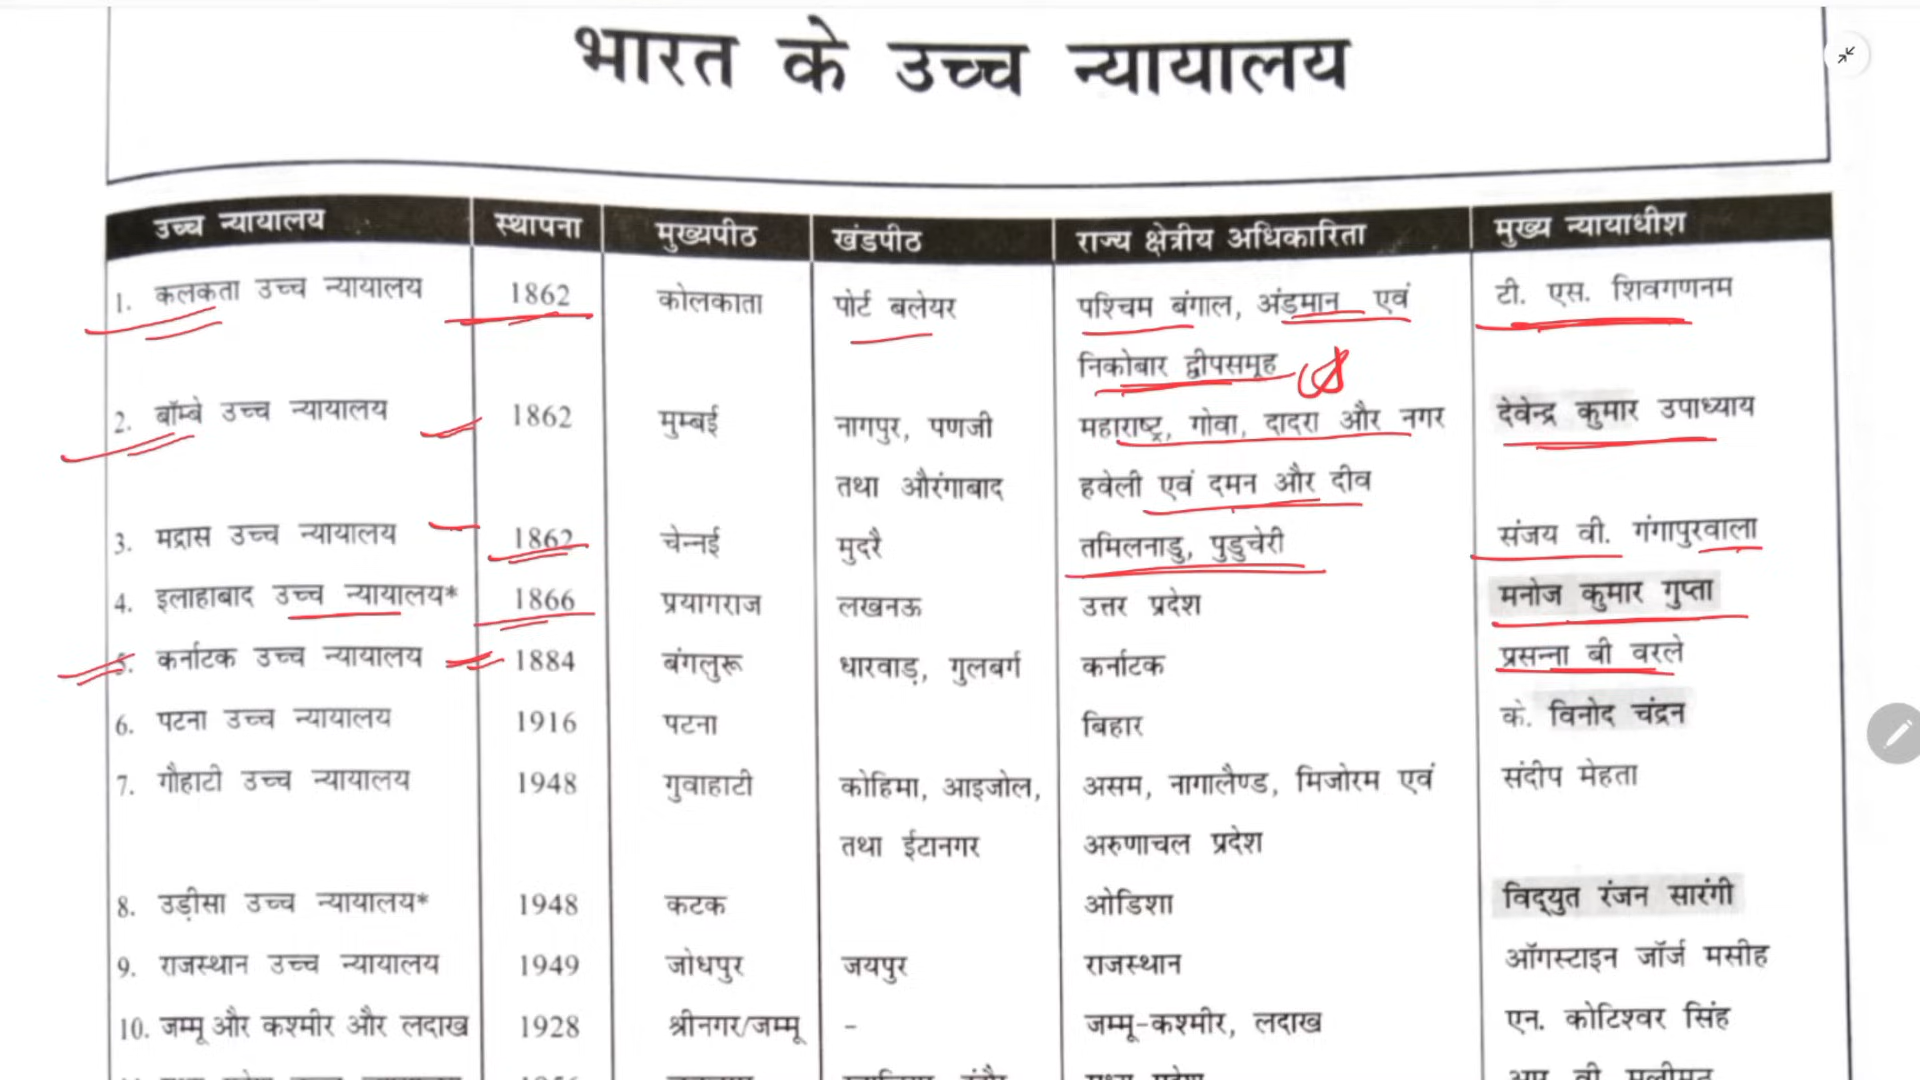 भारत के उच्च न्यायालय
उच्च न्यायालय स्थापना मुख्यपीठ खंडपीठ राज्य क्षेत्रीय अधिकारिता मुख्य न्यायाधीश
1. कलकता उच्च न्यायालय 1862 कोलकाता पोर्ट बलेयर पश्चिम बंगाल, अंडमान एवं टी. एस. शिवगणनम
निकोबार द्वीपसमूह
2. बॉम्बे उच्च न्यायालय 1862 मुम्बई नागपुर, पणजी महाराष्ट्र, गोवा, दादरा और नगर देवेन्द्र कुमार उपाध्याय
तथा औरंगाबाद हवेली एवं दमन और दीव
3. मद्रास उच्च न्यायालय 1862 चेन्नई मुदरै तमिलनाडु, पुडुचेरी संजय वी. गंगापुरवाला
4. इलाहाबाद उच्च न्यायालय* 1866 प्रयागराज लखनऊ उत्तर प्रदेश मनोज कुमार गुप्ता
5. कर्नाटक उच्च न्यायालय 1884 बंगलुरू धारवाड़, गुलबर्ग कर्नाटक प्रसन्ना बी वरले
6. पटना उच्च न्यायालय 1916 पटना बिहार के. विनोद चंद्रन
7. गौहाटी उच्च न्यायालय 1948 गुवाहाटी कोहिमा, आइजोल, असम, नागालैण्ड, मिजोरम एवं संदीप मेहता
तथा ईटानगर अरुणाचल प्रदेश
8. उड़ीसा उच्च न्यायालय* 1948 कटक ओडिशा विद्युत रंजन सारंगी
9. राजस्थान उच्च न्यायालय 1949 जोधपुर जयपुर राजस्थान ऑगस्टाइन जॉर्ज मसीह
10. जम्मू और कश्मीर और लदाख 1928 श्रीनगर/जम्मू - जम्मू-कश्मीर, लदाख एन. कोटिश्वर सिंह